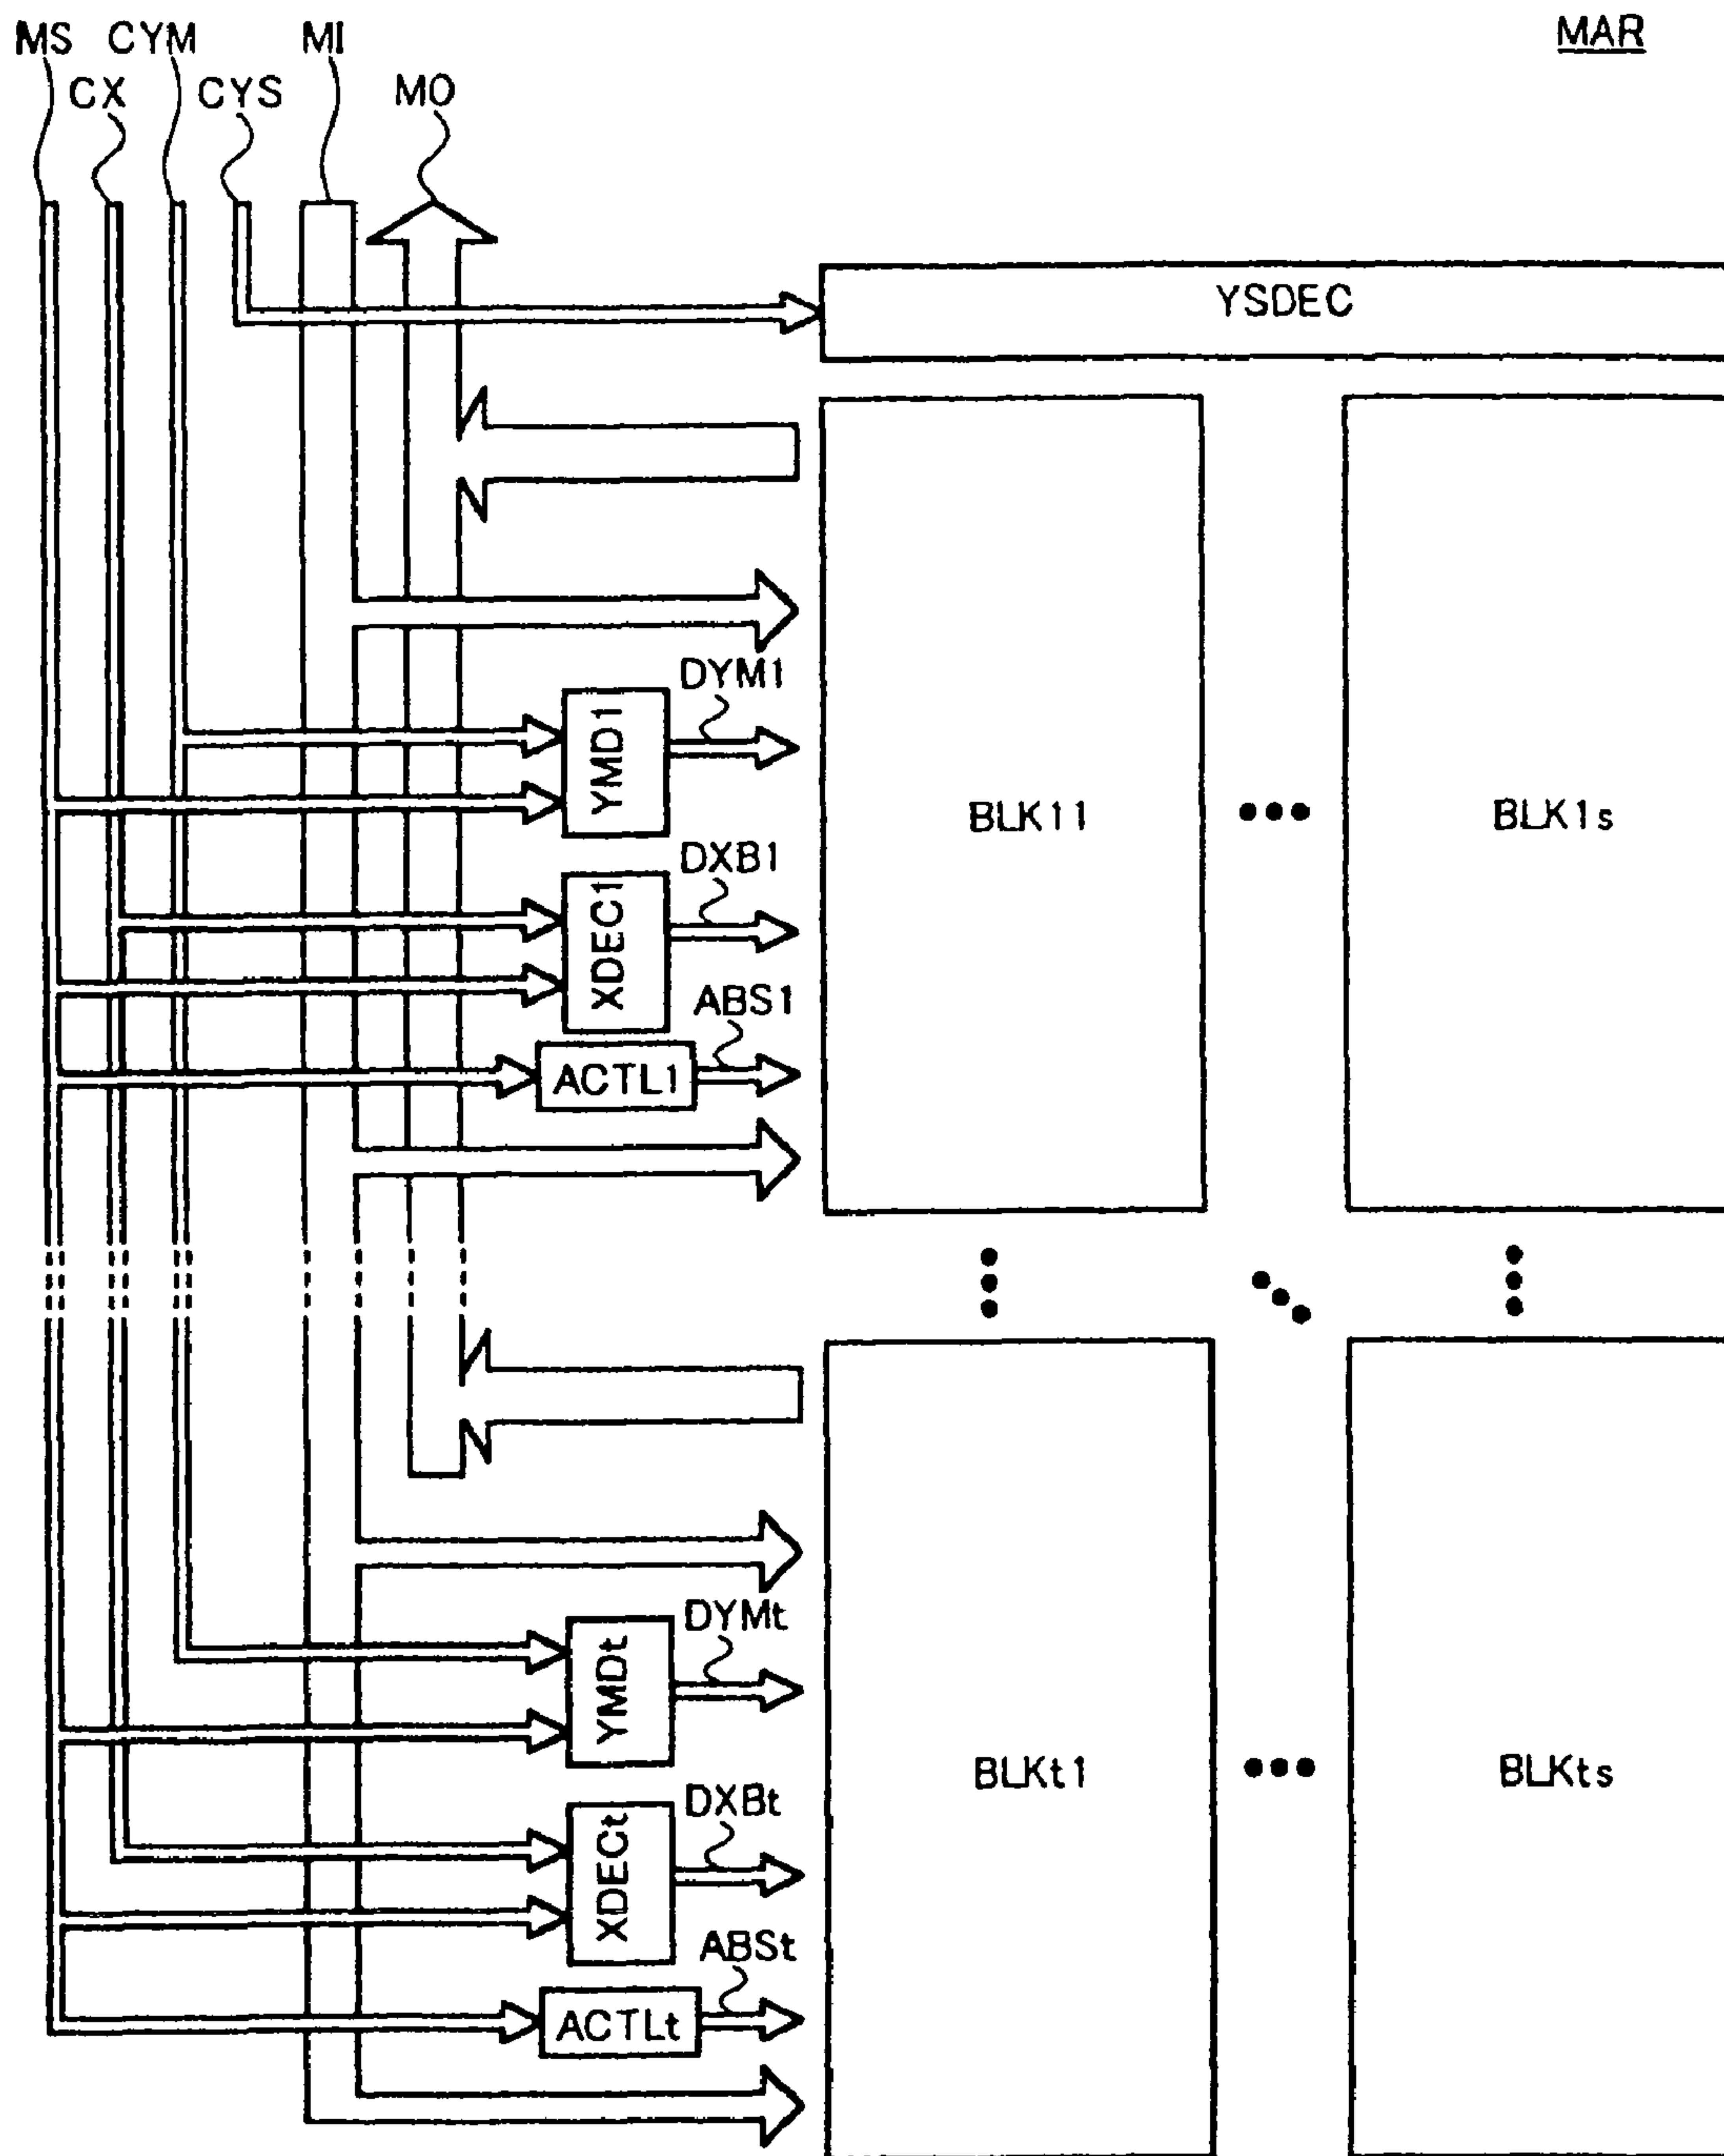 MS CYM MI MAR
CX CYS MO
YSDEC
DYM1
YMD1
BLK11 BLK1s
DXB1
XDEC1
ABS1
ACTL1
DYMt
YMDt
BLKt1 BLKts
DXBt
XDECt
ABSt
ACTLt